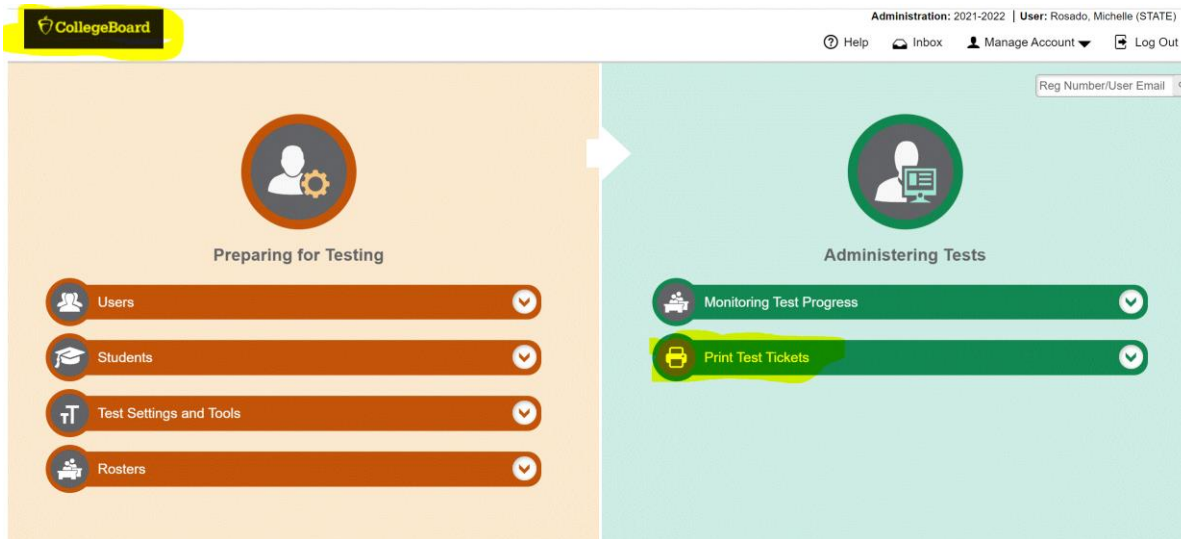 CollegeBoard
Administration: 2021-2022 | User: Rosado, Michelle (STATE)
Help Inbox Manage Account Log Out
Reg Number/User Email
Preparing for Testing
Users
Students
Test Settings and Tools
Rosters
Administering Tests
Monitoring Test Progress
Print Test Tickets